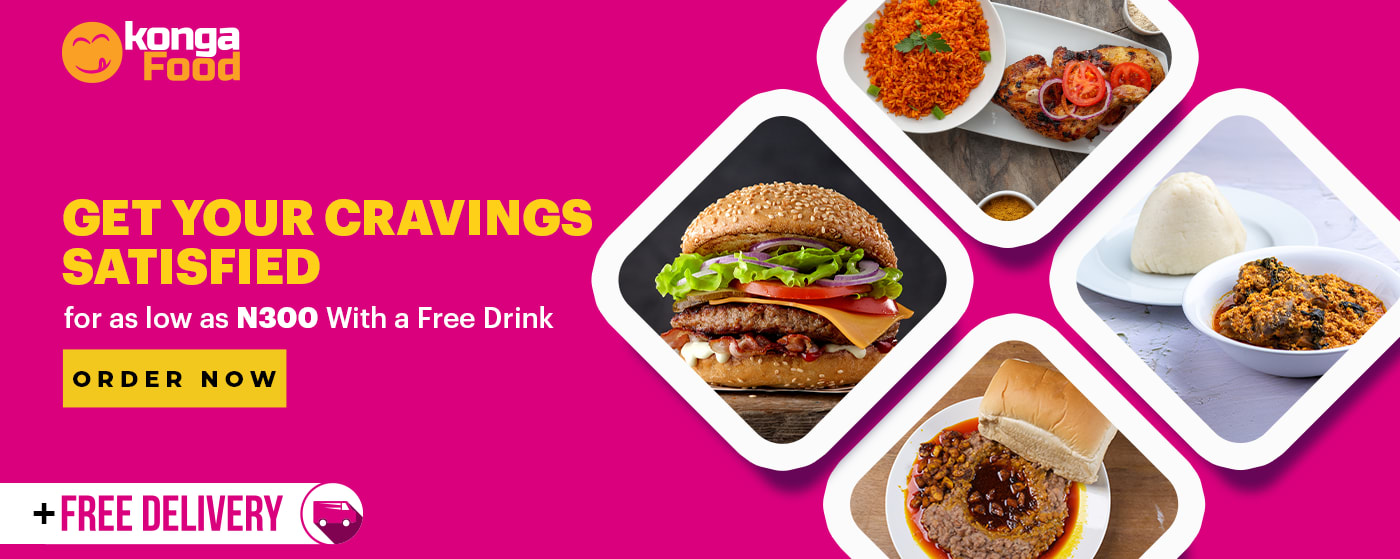 konga
Food
GET YOUR CRAVINGS
SATISFIED
for as low as N300 With a Free Drink
ORDER NOW
+FREE DELIVERY